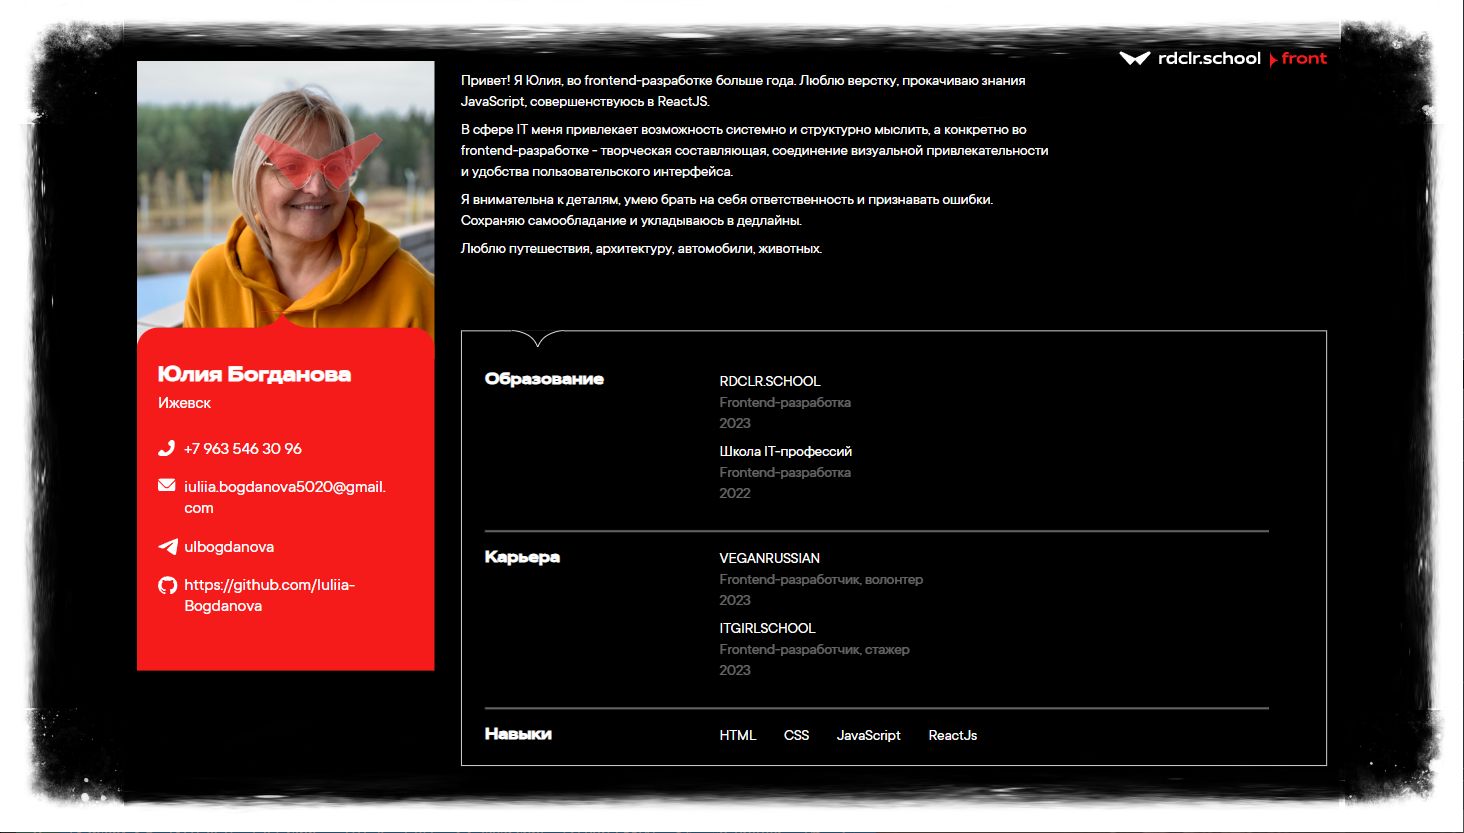 rdclr.school front
Привет! Я Юлия, во frontend-разработке больше года. Люблю верстку, прокачиваю знания
JavaScript, совершенствуюсь в ReactJS.
В сфере IT меня привлекает возможность системно и структурно мыслить, а конкретно во
frontend-разработке - творческая составляющая, соединение визуальной привлекательности
и удобства пользовательского интерфейса.
Я внимательна к деталям, умею брать на себя ответственность и признавать ошибки.
Сохраняю самообладание и укладываюсь в дедлайны.
Люблю путешествия, архитектуру, автомобили, животных.
Юлия Богданова
Ижевск
+7 963 546 30 96
iuliia.bogdanova5020@gmail.
com
ulbogdanova
https://github.com/Iuliia-
Bogdanova
Образование
RDCLR.SCHOOL
Frontend-разработка
2023
Школа IT-профессий
Frontend-разработка
2022
Карьера
VEGANRUSSIAN
Frontend-разработчик, волонтер
2023
ITGIRLSCHOOL
Frontend-разработчик, стажер
2023
Навыки
HTML CSS JavaScript ReactJs